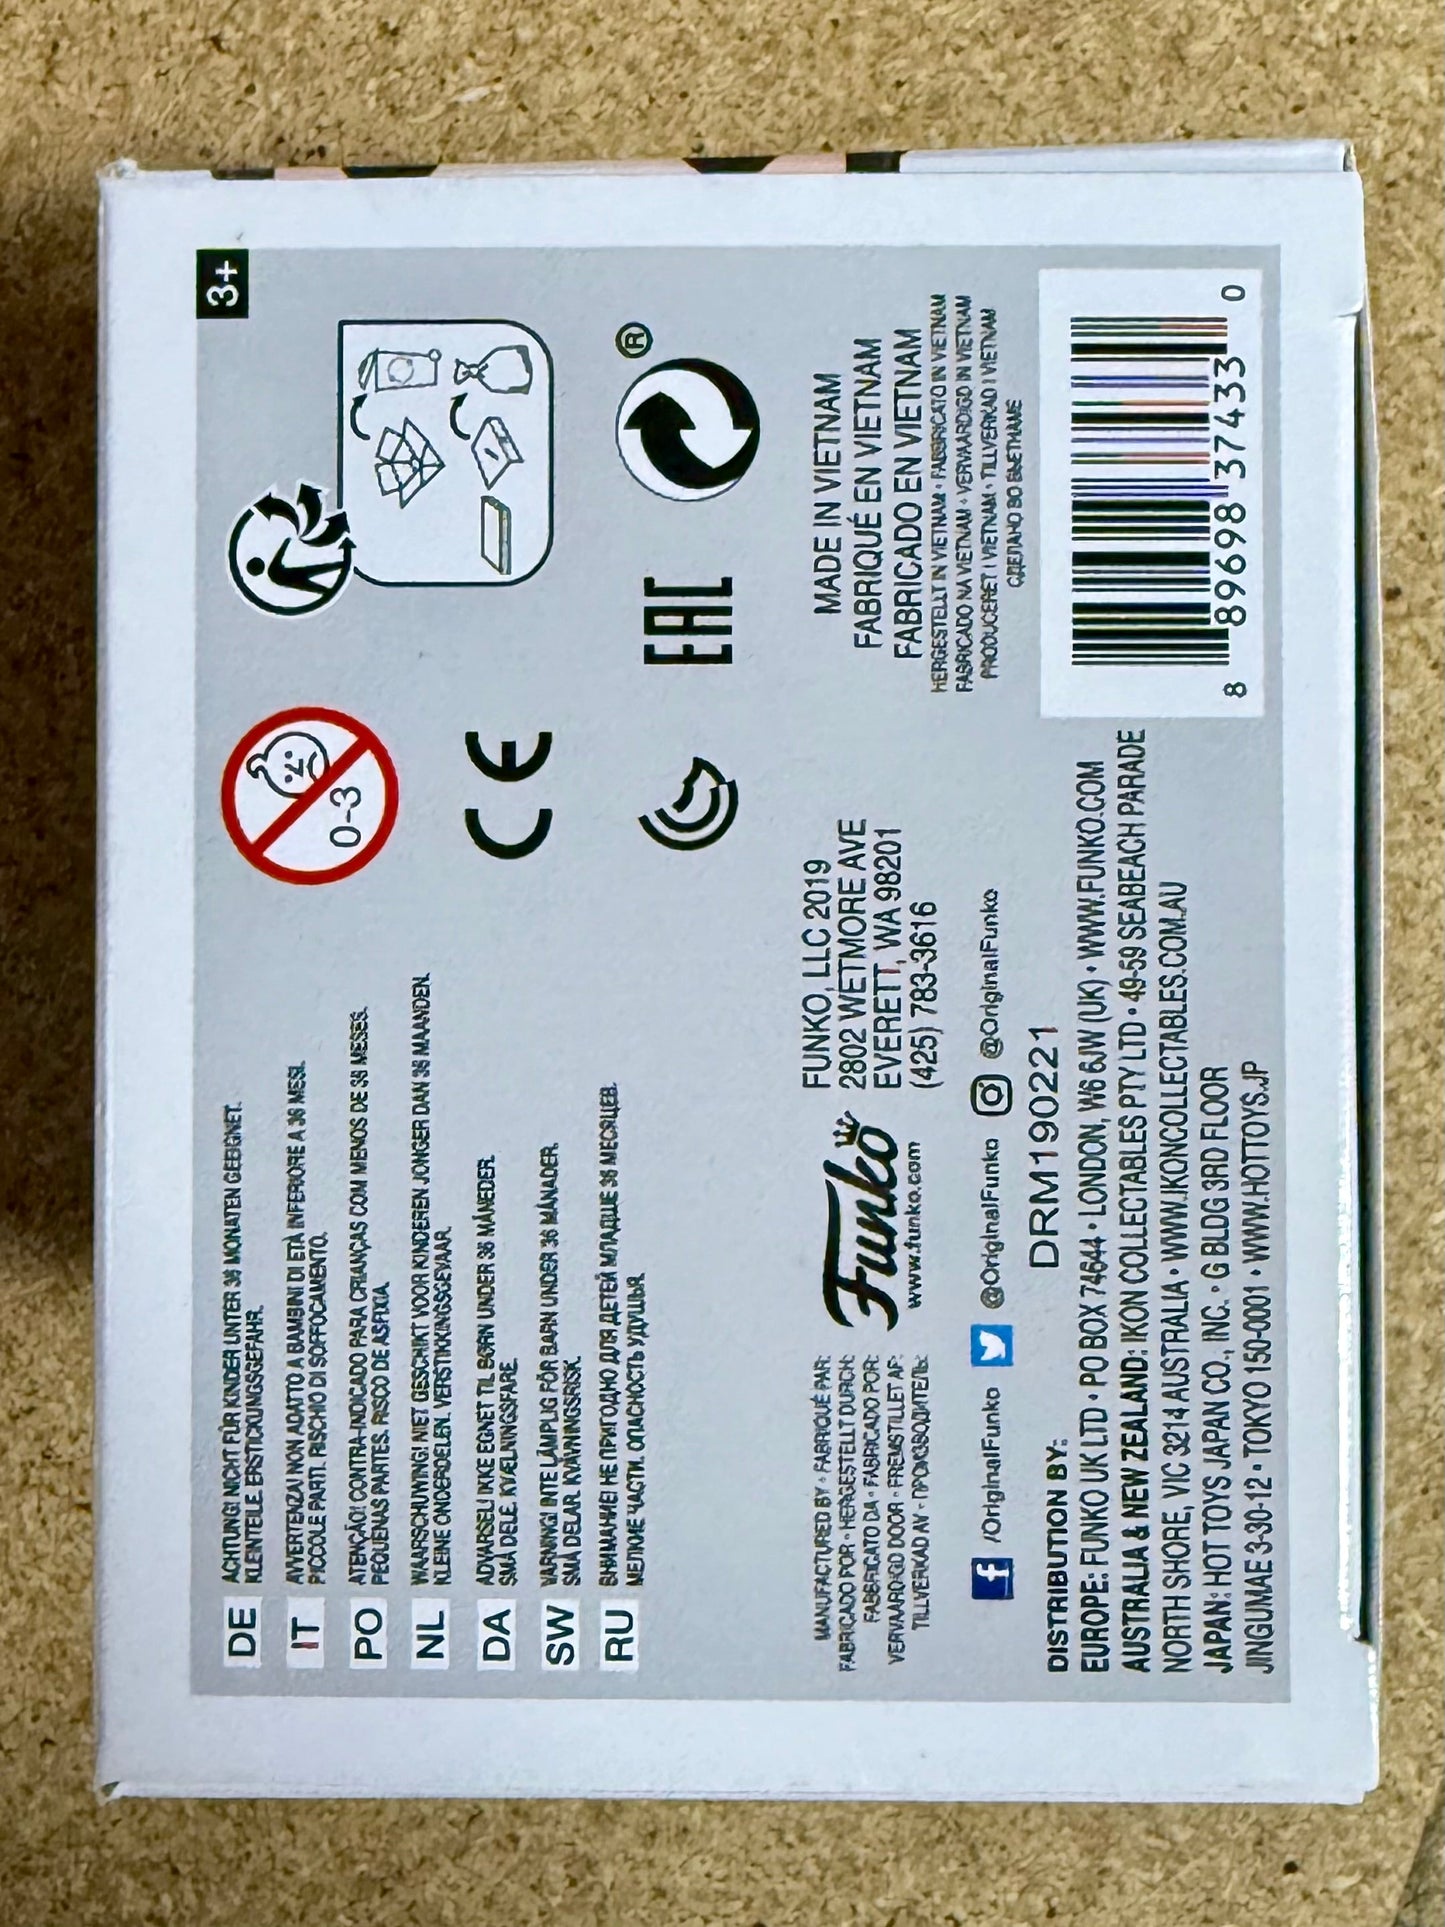 3+
DE ACHTUNG! NICHT FÜR KINDER UNTER 36 MONATEN GEEIGNET.
KLEINTEILE. ERSTICKUNGSGEFAHR.
IT AVVERTENZA! NON ADATTO A BAMBINI DI ETÀ INFERIORE A 36 MESI.
PICCOLE PARTI. RISCHIO DI SOFFOCAMENTO.
PO ATENÇÃO! CONTRA-INDICADO PARA CRIANÇAS COM MENOS DE 36 MESES.
PEQUENAS PARTES. RISCO DE ASFIXIA.
NL WAARSCHUWING! NIET GESCHIKT VOOR KINDEREN JONGER DAN 36 MAANDEN.
KLEINE ONDERDELEN. VERSTIKKINGSGEVAAR.
DA ADVARSEL! IKKE EGNET TIL BØRN UNDER 36 MÅNEDER.
SMÅ DELE. KVÆLNINGSFARE.
SW VARNING! INTE LÄMPLIG FÖR BARN UNDER 36 MÅNADER.
SMÅ DELAR. KVÄVNINGSRISK.
RU ВНИМАНИЕ! НЕ ПРИГОДНО ДЛЯ ДЕТЕЙ МЛАДШЕ 36 МЕСЯЦЕВ.
МЕЛКИЕ ЧАСТИ. ОПАСНОСТЬ УДУШЬЯ.
0-3
CE
EAC
®
MANUFACTURED BY • FABRIQUÉ PAR:
FABRICADO POR • HERGESTELLT DURCH:
FABBRICATO DA • FABRICADO POR:
VERVAARDIGD DOOR • FREMSTILLET AF:
TILLVERKAD AV • ПРОИЗВОДИТЕЛЬ:
Funko
www.funko.com
FUNKO, LLC 2019
2802 WETMORE AVE
EVERETT, WA 98201
(425) 783-3616
MADE IN VIETNAM
FABRIQUÉ EN VIETNAM
FABRICADO EN VIETNAM
HERGESTELLT IN VIETNAM • FABBRICATO IN VIETNAM
FABRICADO NA VIETNAM • VERVAARDIGD IN VIETNAM
PRODUCERET I VIETNAM • TILLVERKAD I VIETNAM
СДЕЛАНО ВО ВЬЕТНАМЕ
/OriginalFunko @OriginalFunko @OriginalFunko
DRM190221
DISTRIBUTION BY:
EUROPE: FUNKO UK LTD • PO BOX 74644 • LONDON, W6 6JW (UK) • WWW.FUNKO.COM
AUSTRALIA & NEW ZEALAND: IKON COLLECTABLES PTY LTD • 49-59 SEABEACH PARADE
NORTH SHORE, VIC 3214 AUSTRALIA • WWW.IKONCOLLECTABLES.COM.AU
JAPAN: HOT TOYS JAPAN CO., INC. • G BLDG 3RD FLOOR
JINGUMAE 3-30-12 • TOKYO 150-0001 • WWW.HOTTOYS.JP
8 89698 37433 0